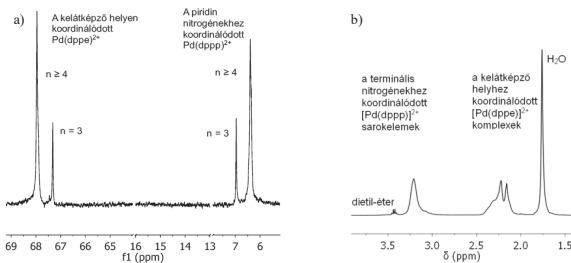 a)
A kelátképző helyen
koordinálódott
Pd(dppe)²⁺
A piridin
nitrogénekhez
koordinálódott
Pd(dppp)²⁺
n ≥ 4
n = 3
n ≥ 4
n = 3
69 68 67 66 65 16 15 14 13 7 6
f1 (ppm)
b)
H₂O
a terminális
nitrogénekhez
koordinálódott
[Pd(dppp)]²⁺
sarokelemek
a kelátképző
helyhez
koordinálódott
[Pd(dppe)]²⁺
komplexek
dietil-éter
3.5 3.0 2.5 2.0 1.5
δ (ppm)